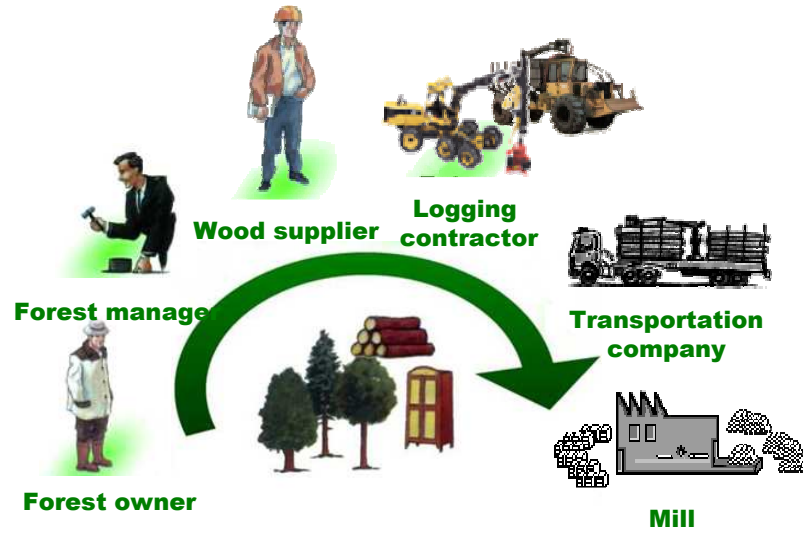 Wood supplier
Logging
contractor
Forest manager
Transportation
company
Forest owner
Mill